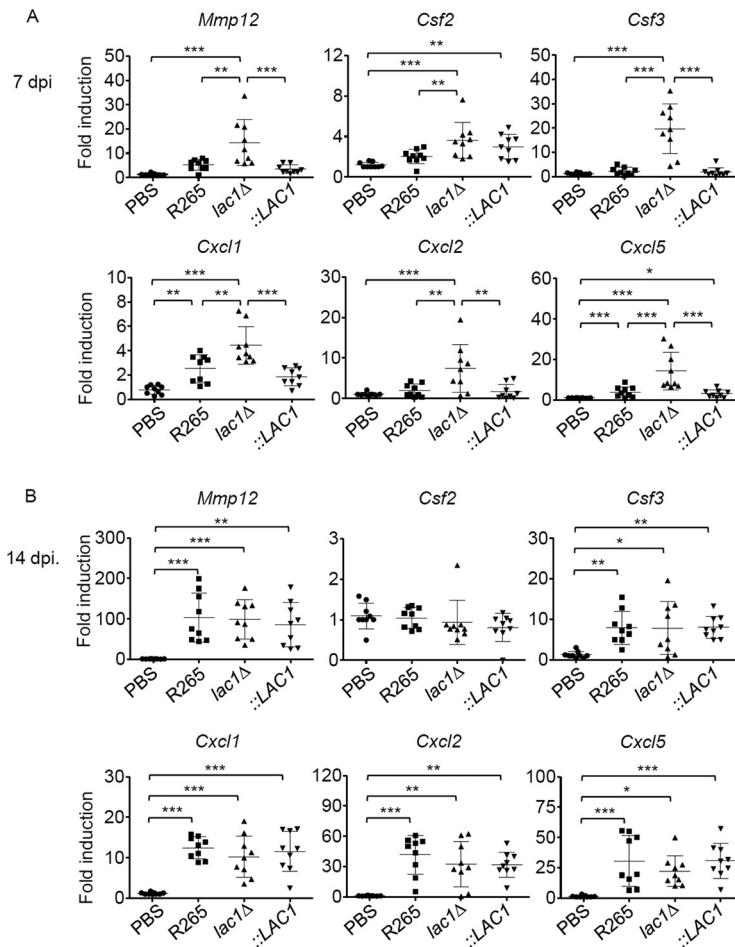 A
7 dpi
Mmp12
Csf2
Csf3
Fold induction
50
40
30
20
10
0
12
8
4
0
50
40
30
20
10
0
***
** ***
**
***
**
***
*** ***
PBS R265 lac1Δ ::LAC1
PBS R265 lac1Δ ::LAC1
PBS R265 lac1Δ ::LAC1
Cxcl1
Cxcl2
Cxcl5
Fold induction
10
8
6
4
2
0
30
20
10
0
60
40
20
0
***
** ** ***
***
** **
*
***
*** *** ***
PBS R265 lac1Δ ::LAC1
PBS R265 lac1Δ ::LAC1
PBS R265 lac1Δ ::LAC1
B
14 dpi.
Mmp12
Csf2
Csf3
Fold induction
300
200
100
0
3
2
1
0
30
20
10
0
**
***
***
**
*
**
PBS R265 lac1Δ ::LAC1
PBS R265 lac1Δ ::LAC1
PBS R265 lac1Δ ::LAC1
Cxcl1
Cxcl2
Cxcl5
Fold induction
30
20
10
0
120
90
60
30
0
100
75
50
25
0
***
***
***
**
**
***
***
*
***
PBS R265 lac1Δ ::LAC1
PBS R265 lac1Δ ::LAC1
PBS R265 lac1Δ ::LAC1